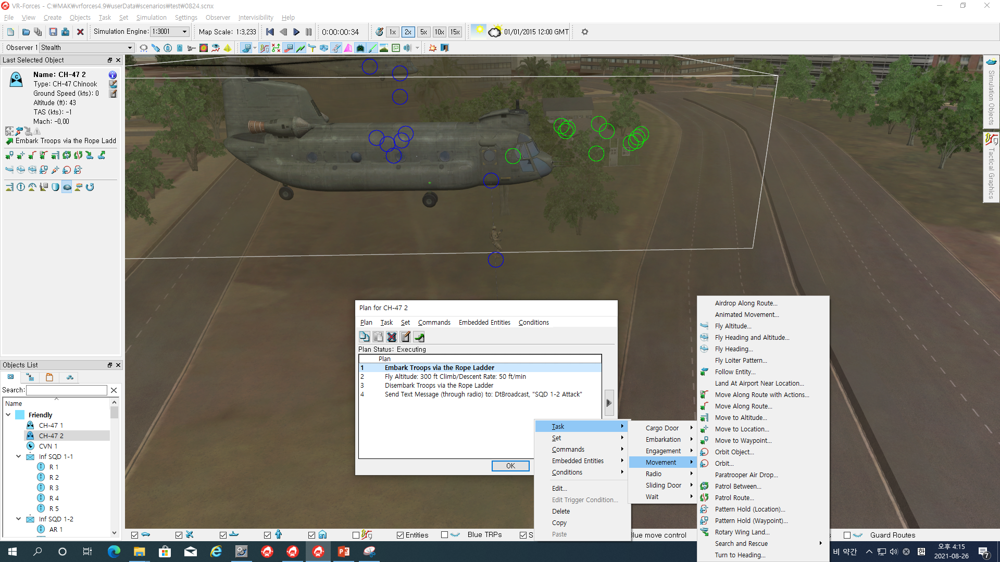 VR-Forces - C:₩MAK₩vrforces4.9₩userData₩scenarios₩test₩0824.scnx
File View Create Objects Task Set Simulation Settings Observer Intervisibility Help
Simulation Engine: 1:3001 Map Scale: 1:3,233 0:00:00:34 1x 2x 5x 10x 15x 01/01/2015 12:00 GMT
Observer 1 Stealth
Last Selected Object
Name: CH-47 2
Type: CH-47 Chinook
Ground Speed (kts): 0
Altitude (ft): 43
TAS (kts): -1
Mach: -0,00
Embark Troops via the Rope Ladd
Simulation Objects
Tactical Graphics
Objects List
Search:
Name
Friendly
CH-47 1
CH-47 2
CVN 1
Inf SQD 1-1
R 1
R 2
R 3
R 4
R 5
Inf SQD 1-2
AR 1
Plan for CH-47 2
Plan Task Set Commands Embedded Entities Conditions
Plan Status: Executing
Plan
1 Embark Troops via the Rope Ladder
2 Fly Altitude: 300 ft Climb/Descent Rate: 50 ft/min
3 Disembark Troops via the Rope Ladder
4 Send Text Message (through radio) to: DtBroadcast, "SQD 1-2 Attack"
OK
Task
Set
Commands
Embedded Entities
Conditions
Edit...
Edit Trigger Condition...
Delete
Copy
Paste
Cargo Door
Embarkation
Engagement
Movement
Radio
Sliding Door
Wait
Airdrop Along Route...
Animated Movement...
Fly Altitude...
Fly Heading and Altitude...
Fly Heading...
Fly Loiter Pattern...
Follow Entity...
Land At Airport Near Location...
Move Along Route with Actions...
Move Along Route...
Move to Altitude...
Move to Location...
Move to Waypoint...
Orbit Object...
Orbit...
Paratrooper Air Drop...
Patrol Between...
Patrol Route...
Pattern Hold (Location)...
Pattern Hold (Waypoint)...
Rotary Wing Land...
Search and Rescue
Turn to Heading...
Entities Blue TRPs S Blue move control s Guard Routes
비 약간 한 오후 4:15
2021-08-26 7